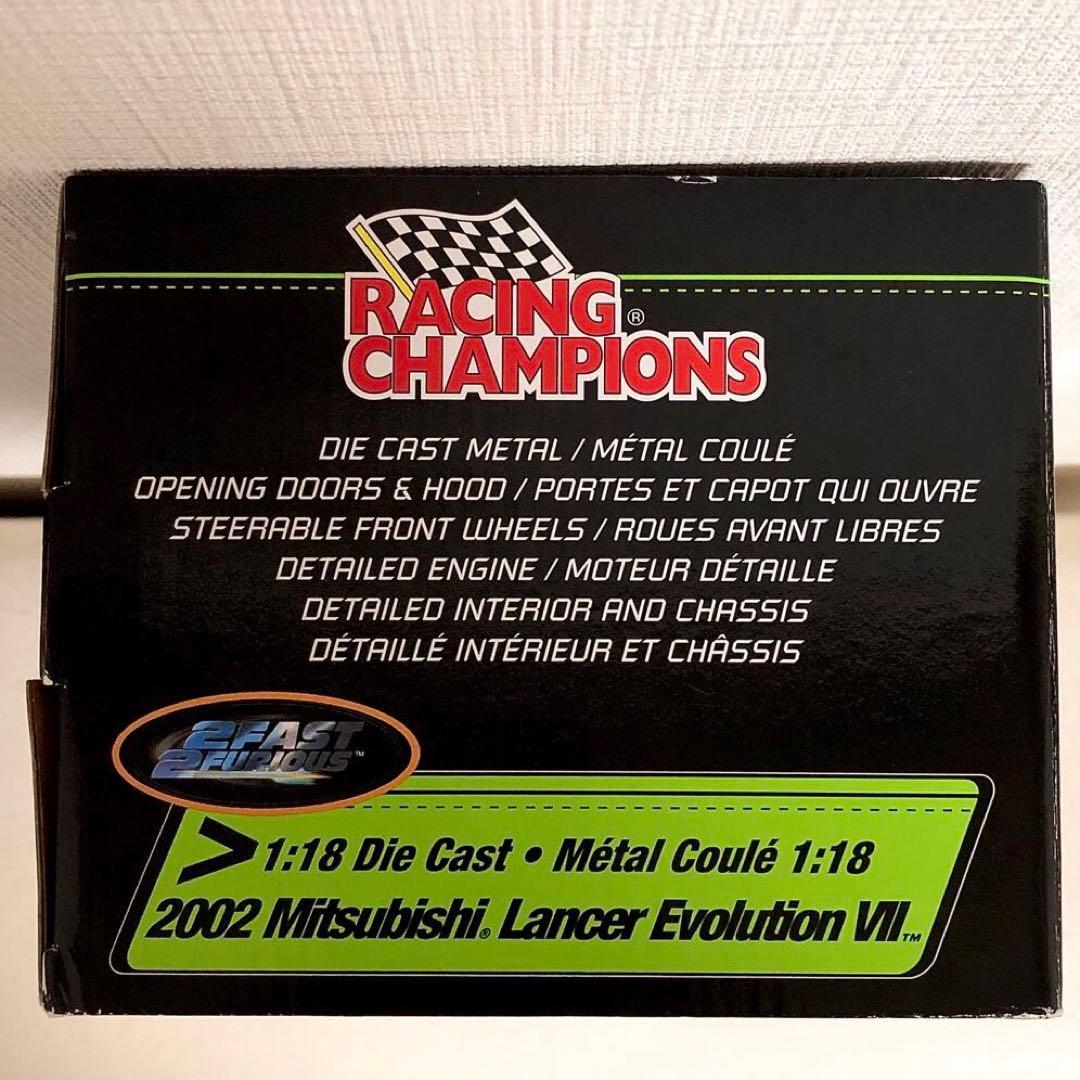 RACING®
CHAMPIONS
DIE CAST METAL / MÉTAL COULÉ
OPENING DOORS & HOOD / PORTES ET CAPOT QUI OUVRE
STEERABLE FRONT WHEELS / ROUES AVANT LIBRES
DETAILED ENGINE / MOTEUR DÉTAILLE
DETAILED INTERIOR AND CHASSIS
DÉTAILLÉ INTÉRIEUR ET CHÂSSIS
2FAST
2FURIOUS™
>1:18 Die Cast • Métal Coulé 1:18
2002 Mitsubishi® Lancer Evolution VII™